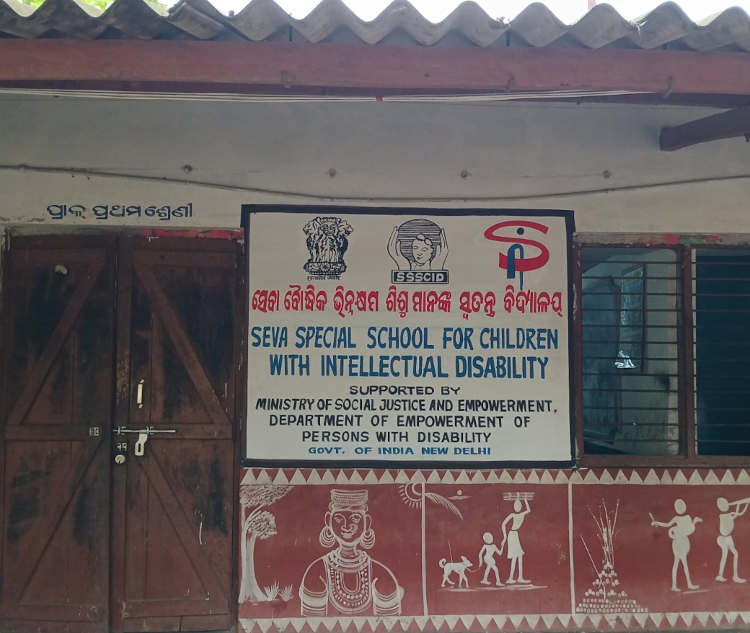 ପ୍ରାକ୍ ପ୍ରଥମ ଶ୍ରେଣୀ
SSSCID
ସେବା ବୌଦ୍ଧିକ ଭିନ୍ନକ୍ଷମ ଶିଶୁ ମାନଙ୍କ ସ୍ୱତନ୍ତ୍ର ବିଦ୍ୟାଳୟ
SEVA SPECIAL SCHOOL FOR CHILDREN
WITH INTELLECTUAL DISABILITY
SUPPORTED BY
MINISTRY OF SOCIAL JUSTICE AND EMPOWERMENT,
DEPARTMENT OF EMPOWERMENT OF
PERSONS WITH DISABILITY
GOVT. OF INDIA NEW DELHI